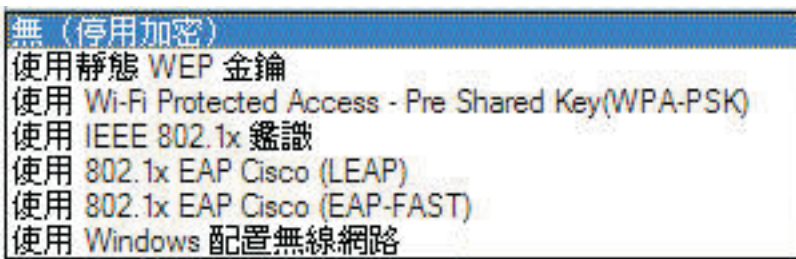 無（停用加密）
使用靜態 WEP 金鑰
使用 Wi-Fi Protected Access - Pre Shared Key(WPA-PSK)
使用 IEEE 802.1x 鑑識
使用 802.1x EAP Cisco (LEAP)
使用 802.1x EAP Cisco (EAP-FAST)
使用 Windows 配置無線網路